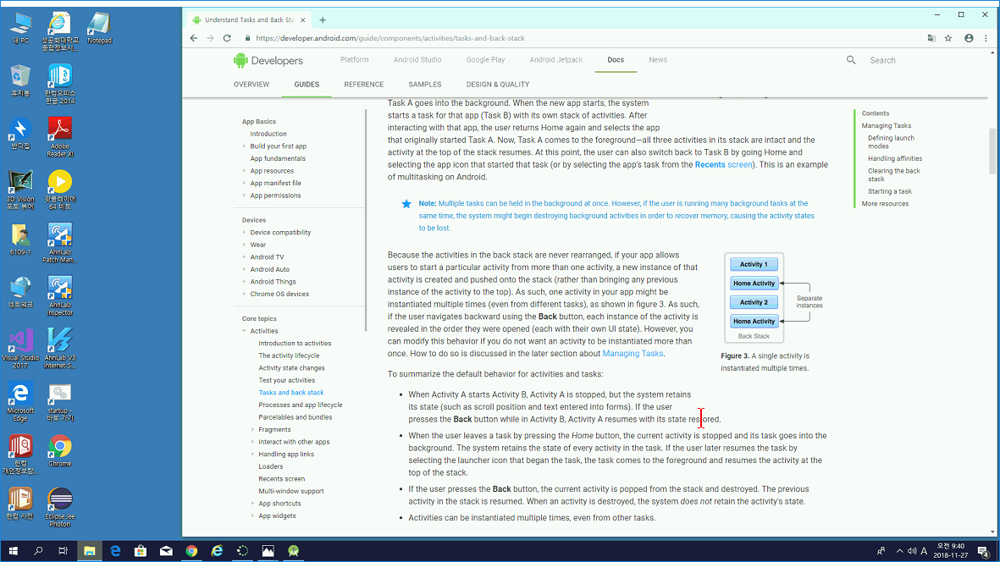 내 PC
성공회대학교
종합정보시...
Notepad
휴지통
한컴오피스
한글 2014
반디집
Adobe
Reader XI
3D Vision
포토 뷰어
팟플레이어
64 비트
6109-1
AhnLab
Patch Man...
네트워크
AhnLab
Inspector
Visual Studio
2017
AhnLab V3
Internet S...
Microsoft
Edge
startup -
바로 가기
한컴
개인정보탐...
Chrome
한컴 사전
Eclipse Jee
Photon
Understand Tasks and Back Sta
https://developer.android.com/guide/components/activities/tasks-and-back-stack
Developers
Platform
Android Studio
Google Play
Android Jetpack
Docs
News
Search
OVERVIEW
GUIDES
REFERENCE
SAMPLES
DESIGN & QUALITY
App Basics
Introduction
Build your first app
App fundamentals
App resources
App manifest file
App permissions
Devices
Device compatibility
Wear
Android TV
Android Auto
Android Things
Chrome OS devices
Core topics
Activities
Introduction to activities
The activity lifecycle
Activity state changes
Test your activities
Tasks and back stack
Processes and app lifecycle
Parcelables and bundles
Fragments
Interact with other apps
Handling app links
Loaders
Recents screen
Multi-window support
App shortcuts
App widgets
Task A goes into the background. When the new app starts, the system
starts a task for that app (Task B) with its own stack of activities. After
interacting with that app, the user returns Home again and selects the app
that originally started Task A. Now, Task A comes to the foreground—all three activities in its stack are intact and the
activity at the top of the stack resumes. At this point, the user can also switch back to Task B by going Home and
selecting the app icon that started that task (or by selecting the app's task from the Recents screen). This is an example
of multitasking on Android.
Note: Multiple tasks can be held in the background at once. However, if the user is running many background tasks at the
same time, the system might begin destroying background activities in order to recover memory, causing the activity states
to be lost.
Because the activities in the back stack are never rearranged, if your app allows
users to start a particular activity from more than one activity, a new instance of that
activity is created and pushed onto the stack (rather than bringing any previous
instance of the activity to the top). As such, one activity in your app might be
instantiated multiple times (even from different tasks), as shown in figure 3. As such,
if the user navigates backward using the Back button, each instance of the activity is
revealed in the order they were opened (each with their own UI state). However, you
can modify this behavior if you do not want an activity to be instantiated more than
once. How to do so is discussed in the later section about Managing Tasks.
Activity 1
Home Activity
Activity 2
Home Activity
Back Stack
Separate
instances
Figure 3. A single activity is
instantiated multiple times.
To summarize the default behavior for activities and tasks:
• When Activity A starts Activity B, Activity A is stopped, but the system retains
its state (such as scroll position and text entered into forms). If the user
presses the Back button while in Activity B, Activity A resumes with its state restored.
• When the user leaves a task by pressing the Home button, the current activity is stopped and its task goes into the
background. The system retains the state of every activity in the task. If the user later resumes the task by
selecting the launcher icon that began the task, the task comes to the foreground and resumes the activity at the
top of the stack.
• If the user presses the Back button, the current activity is popped from the stack and destroyed. The previous
activity in the stack is resumed. When an activity is destroyed, the system does not retain the activity's state.
• Activities can be instantiated multiple times, even from other tasks.
Contents
Managing Tasks
Defining launch
modes
Handling affinities
Clearing the back
stack
Starting a task
More resources
A
오전 9:40
2018-11-27
4